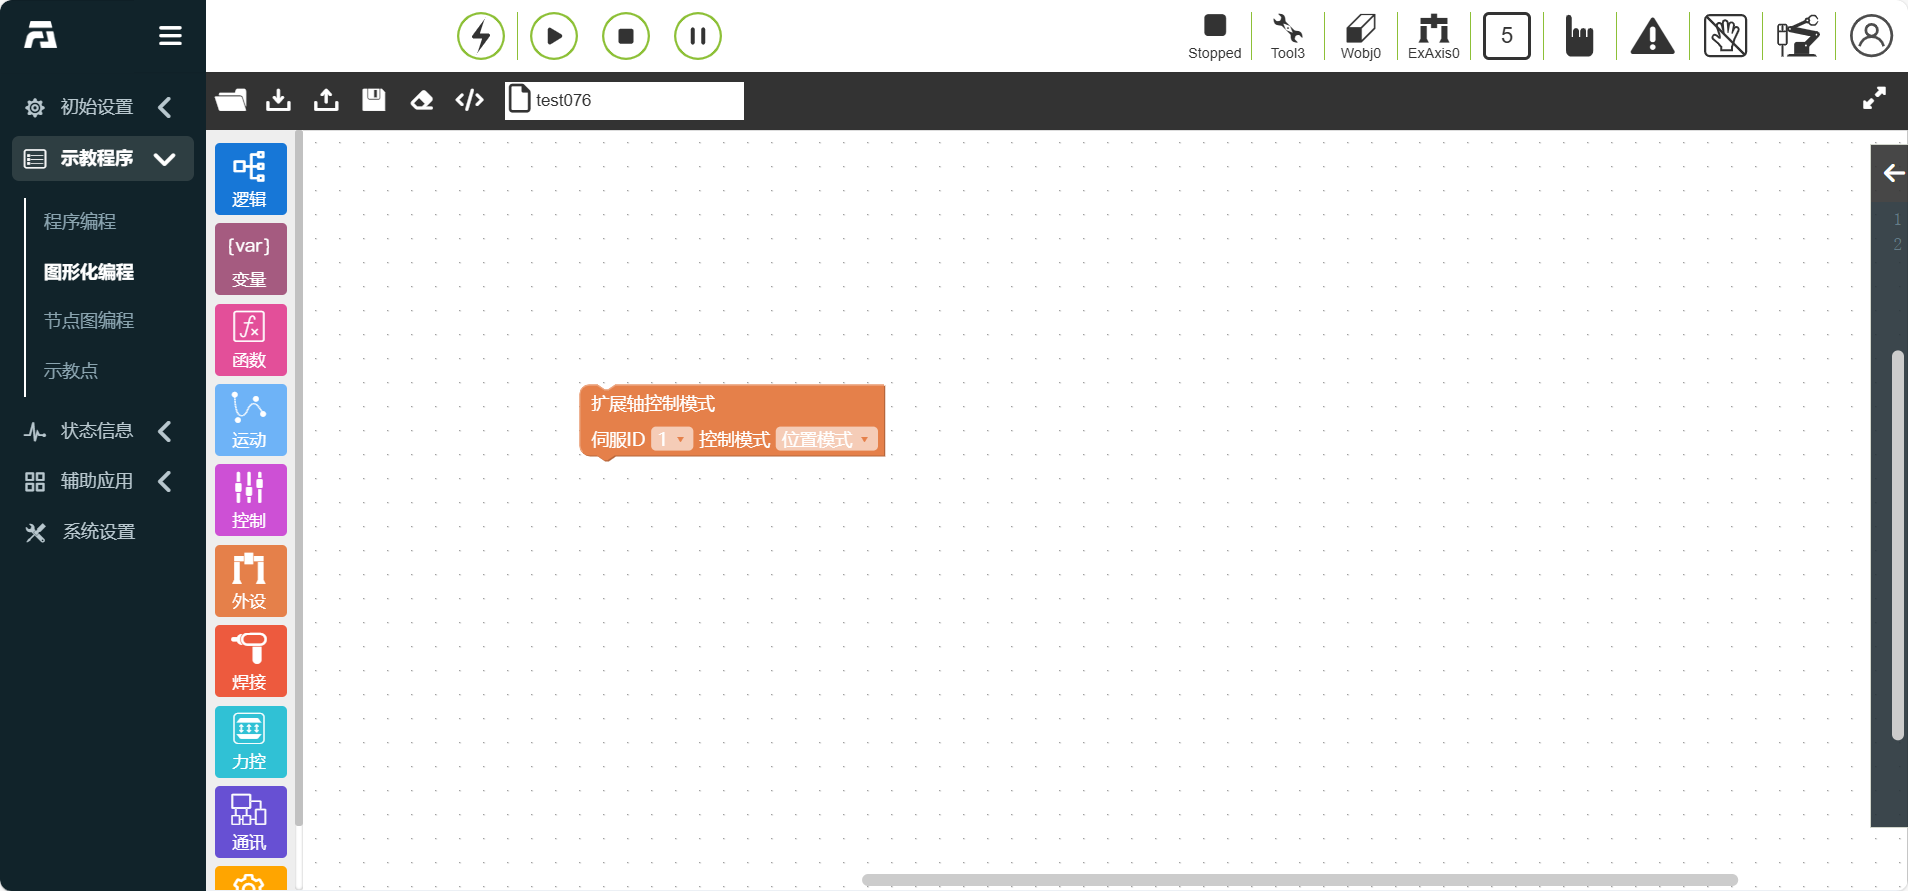 Stopped
Tool3
Wobj0
ExAxis0
5
初始设置
示教程序
程序编程
图形化编程
节点图编程
示教点
状态信息
辅助应用
系统设置
test076
逻辑
{var}
变量
fx
函数
运动
控制
外设
焊接
力控
通讯
扩展轴控制模式
伺服ID 1 控制模式 位置模式
1
2